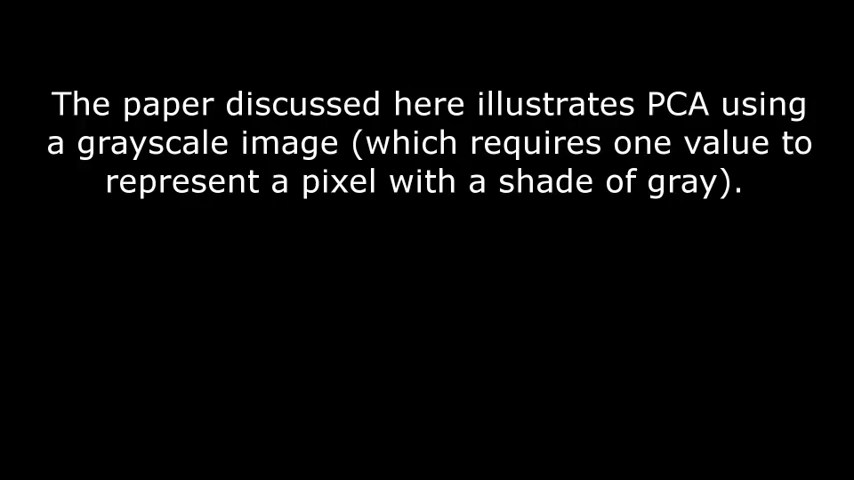 The paper discussed here illustrates PCA using
a grayscale image (which requires one value to
represent a pixel with a shade of gray).